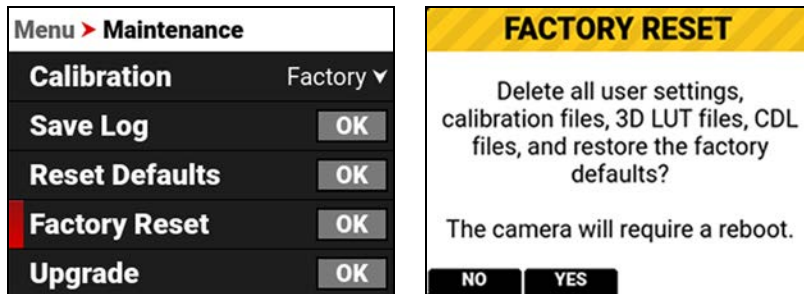 Menu > Maintenance
Calibration Factory
Save Log OK
Reset Defaults OK
Factory Reset OK
Upgrade OK
FACTORY RESET
Delete all user settings,
calibration files, 3D LUT files, CDL
files, and restore the factory
defaults?
The camera will require a reboot.
NO YES